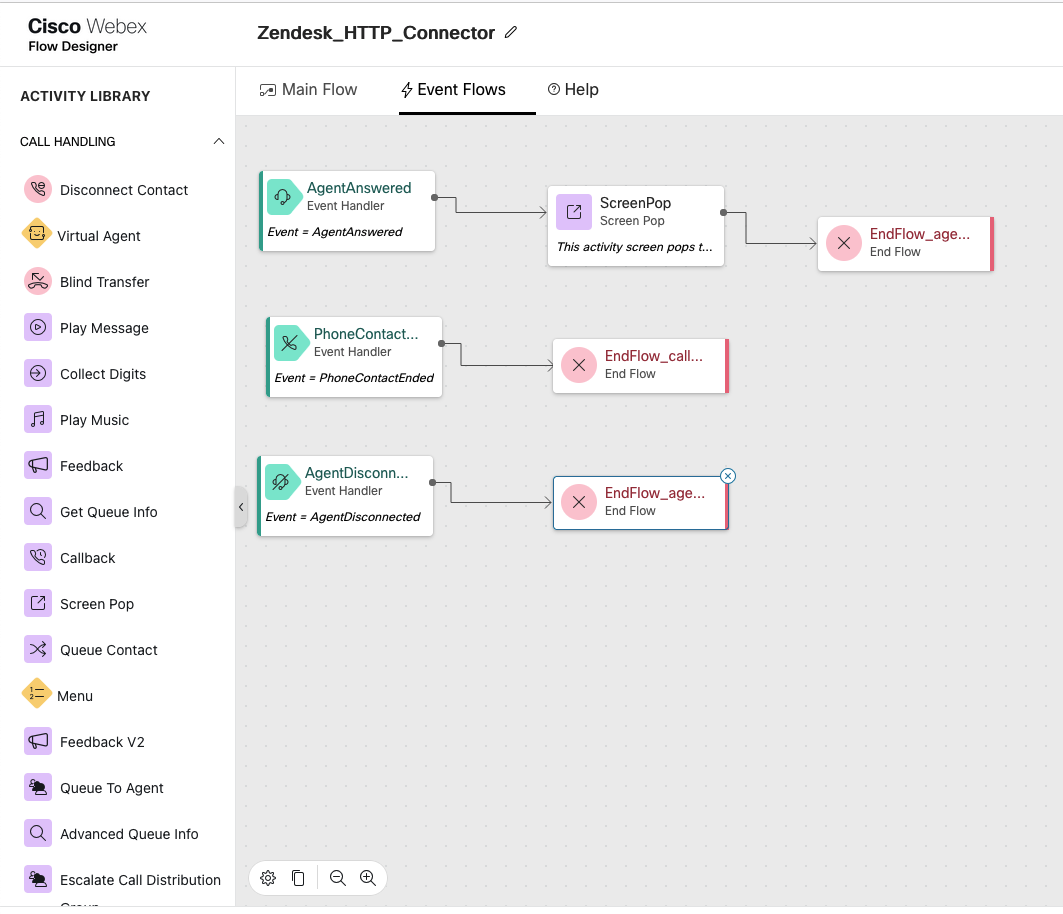 Cisco Webex
Flow Designer
Zendesk_HTTP_Connector
Main Flow
Event Flows
Help
ACTIVITY LIBRARY
CALL HANDLING
Disconnect Contact
Virtual Agent
Blind Transfer
Play Message
Collect Digits
Play Music
Feedback
Get Queue Info
Callback
Screen Pop
Queue Contact
Menu
Feedback V2
Queue To Agent
Advanced Queue Info
Escalate Call Distribution
AgentAnswered
Event Handler
Event = AgentAnswered
ScreenPop
Screen Pop
This activity screen pops t...
EndFlow_age...
End Flow
PhoneContact...
Event Handler
Event = PhoneContactEnded
EndFlow_call...
End Flow
AgentDisconn...
Event Handler
Event = AgentDisconnected
EndFlow_age...
End Flow